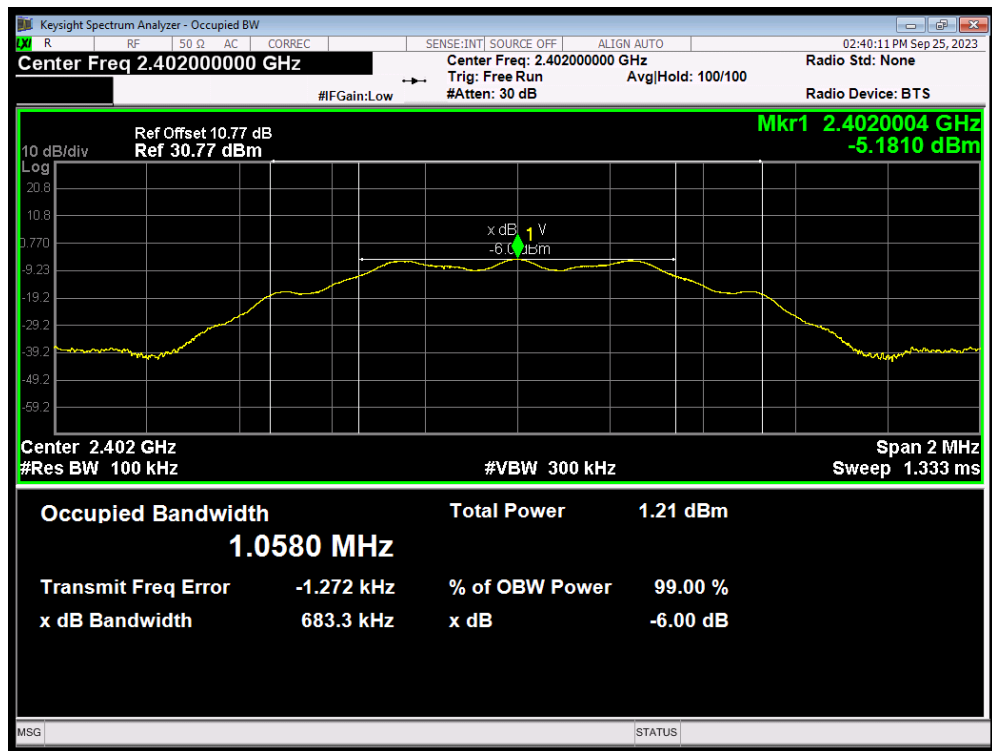 Keysight Spectrum Analyzer - Occupied BW
LXI R RF 50 Ω AC CORREC SENSE:INT SOURCE OFF ALIGN AUTO 02:40:11 PM Sep 25, 2023
Center Freq 2.402000000 GHz Center Freq: 2.402000000 GHz Radio Std: None
Trig: Free Run Avg|Hold: 100/100
#IFGain:Low #Atten: 30 dB Radio Device: BTS
Mkr1 2.4020004 GHz
Ref Offset 10.77 dB -5.1810 dBm
10 dB/div Ref 30.77 dBm
Log
20.8
10.8
x dB 1 V
0.770
dBm
-9.23
-19.2
-29.2
-39.2
-49.2
-59.2
Center 2.402 GHz Span 2 MHz
#Res BW 100 kHz #VBW 300 kHz Sweep 1.333 ms
Occupied Bandwidth Total Power 1.21 dBm
1.0580 MHz
Transmit Freq Error -1.272 kHz % of OBW Power 99.00 %
x dB Bandwidth 683.3 kHz x dB -6.00 dB
MSG STATUS